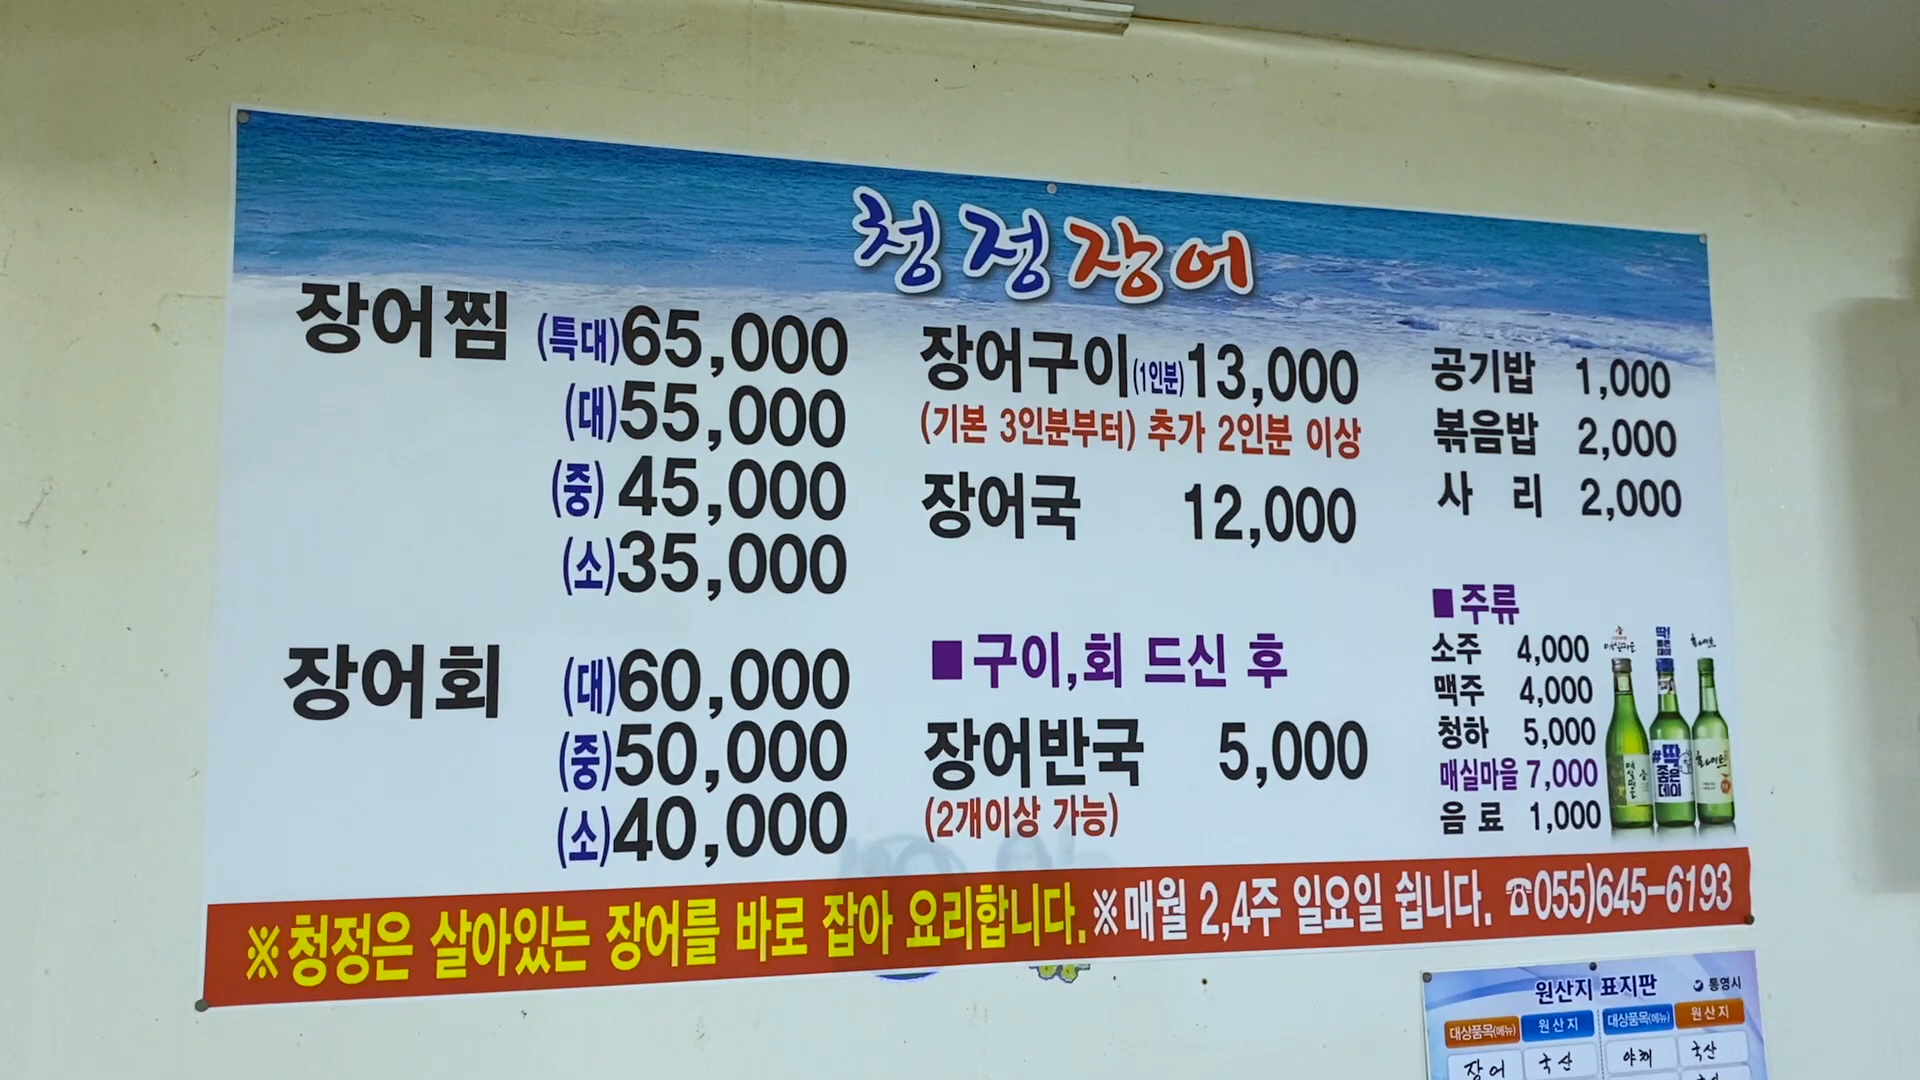 청정장어
장어찜 (특대)65,000
(대)55,000
(중) 45,000
(소)35,000
장어회 (대)60,000
(중)50,000
(소)40,000
장어구이(1인분)13,000
(기본 3인분부터) 추가 2인분 이상
장어국 12,000
■구이,회 드신 후
장어반국 5,000
(2개이상 가능)
공기밥 1,000
볶음밥 2,000
사 리 2,000
■주류
소주 4,000
맥주 4,000
청하 5,000
매실마을 7,000
음료 1,000
#딱
좋은
데이
※청정은 살아있는 장어를 바로 잡아 요리합니다.※매월 2,4주 일요일 쉽니다. ☎055)645-6193
원산지 표지판 통영시
대상품목(메뉴) 원산지 대상품목(메뉴) 원산지
장어 국산 야채 국산